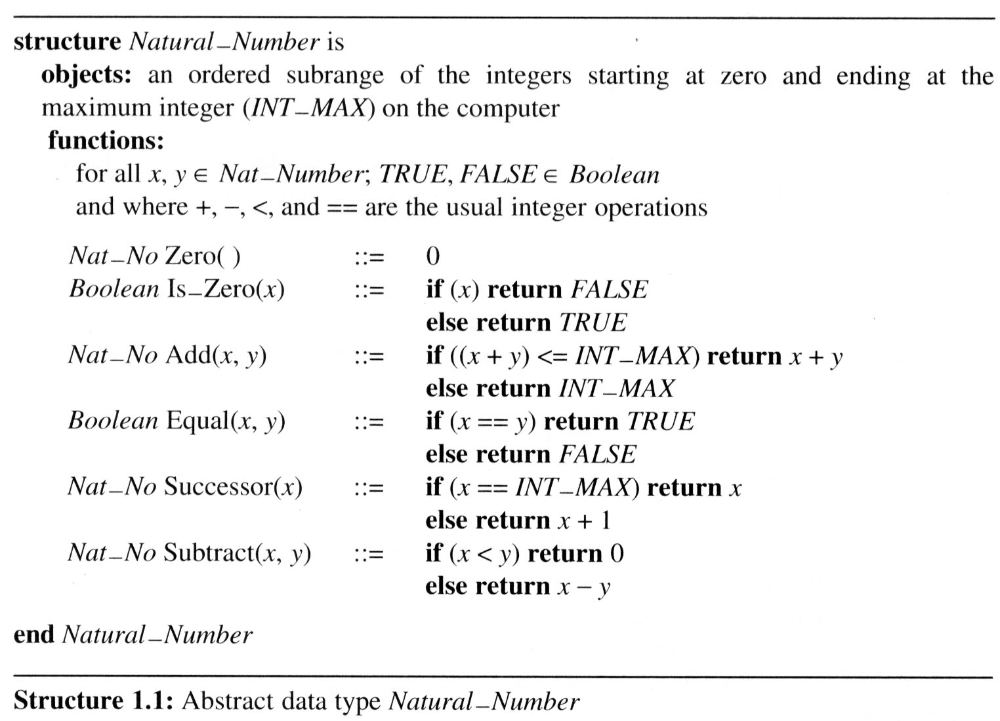 structure Natural_Number is
objects: an ordered subrange of the integers starting at zero and ending at the
maximum integer (INT_MAX) on the computer
functions:
for all x, y ∈ Nat_Number; TRUE, FALSE ∈ Boolean
and where +, −, <, and == are the usual integer operations
Nat_No Zero( ) ::= 0
Boolean Is_Zero(x) ::= if (x) return FALSE
else return TRUE
Nat_No Add(x, y) ::= if ((x + y) <= INT_MAX) return x + y
else return INT_MAX
Boolean Equal(x, y) ::= if (x == y) return TRUE
else return FALSE
Nat_No Successor(x) ::= if (x == INT_MAX) return x
else return x + 1
Nat_No Subtract(x, y) ::= if (x < y) return 0
else return x − y
end Natural_Number
Structure 1.1: Abstract data type Natural_Number